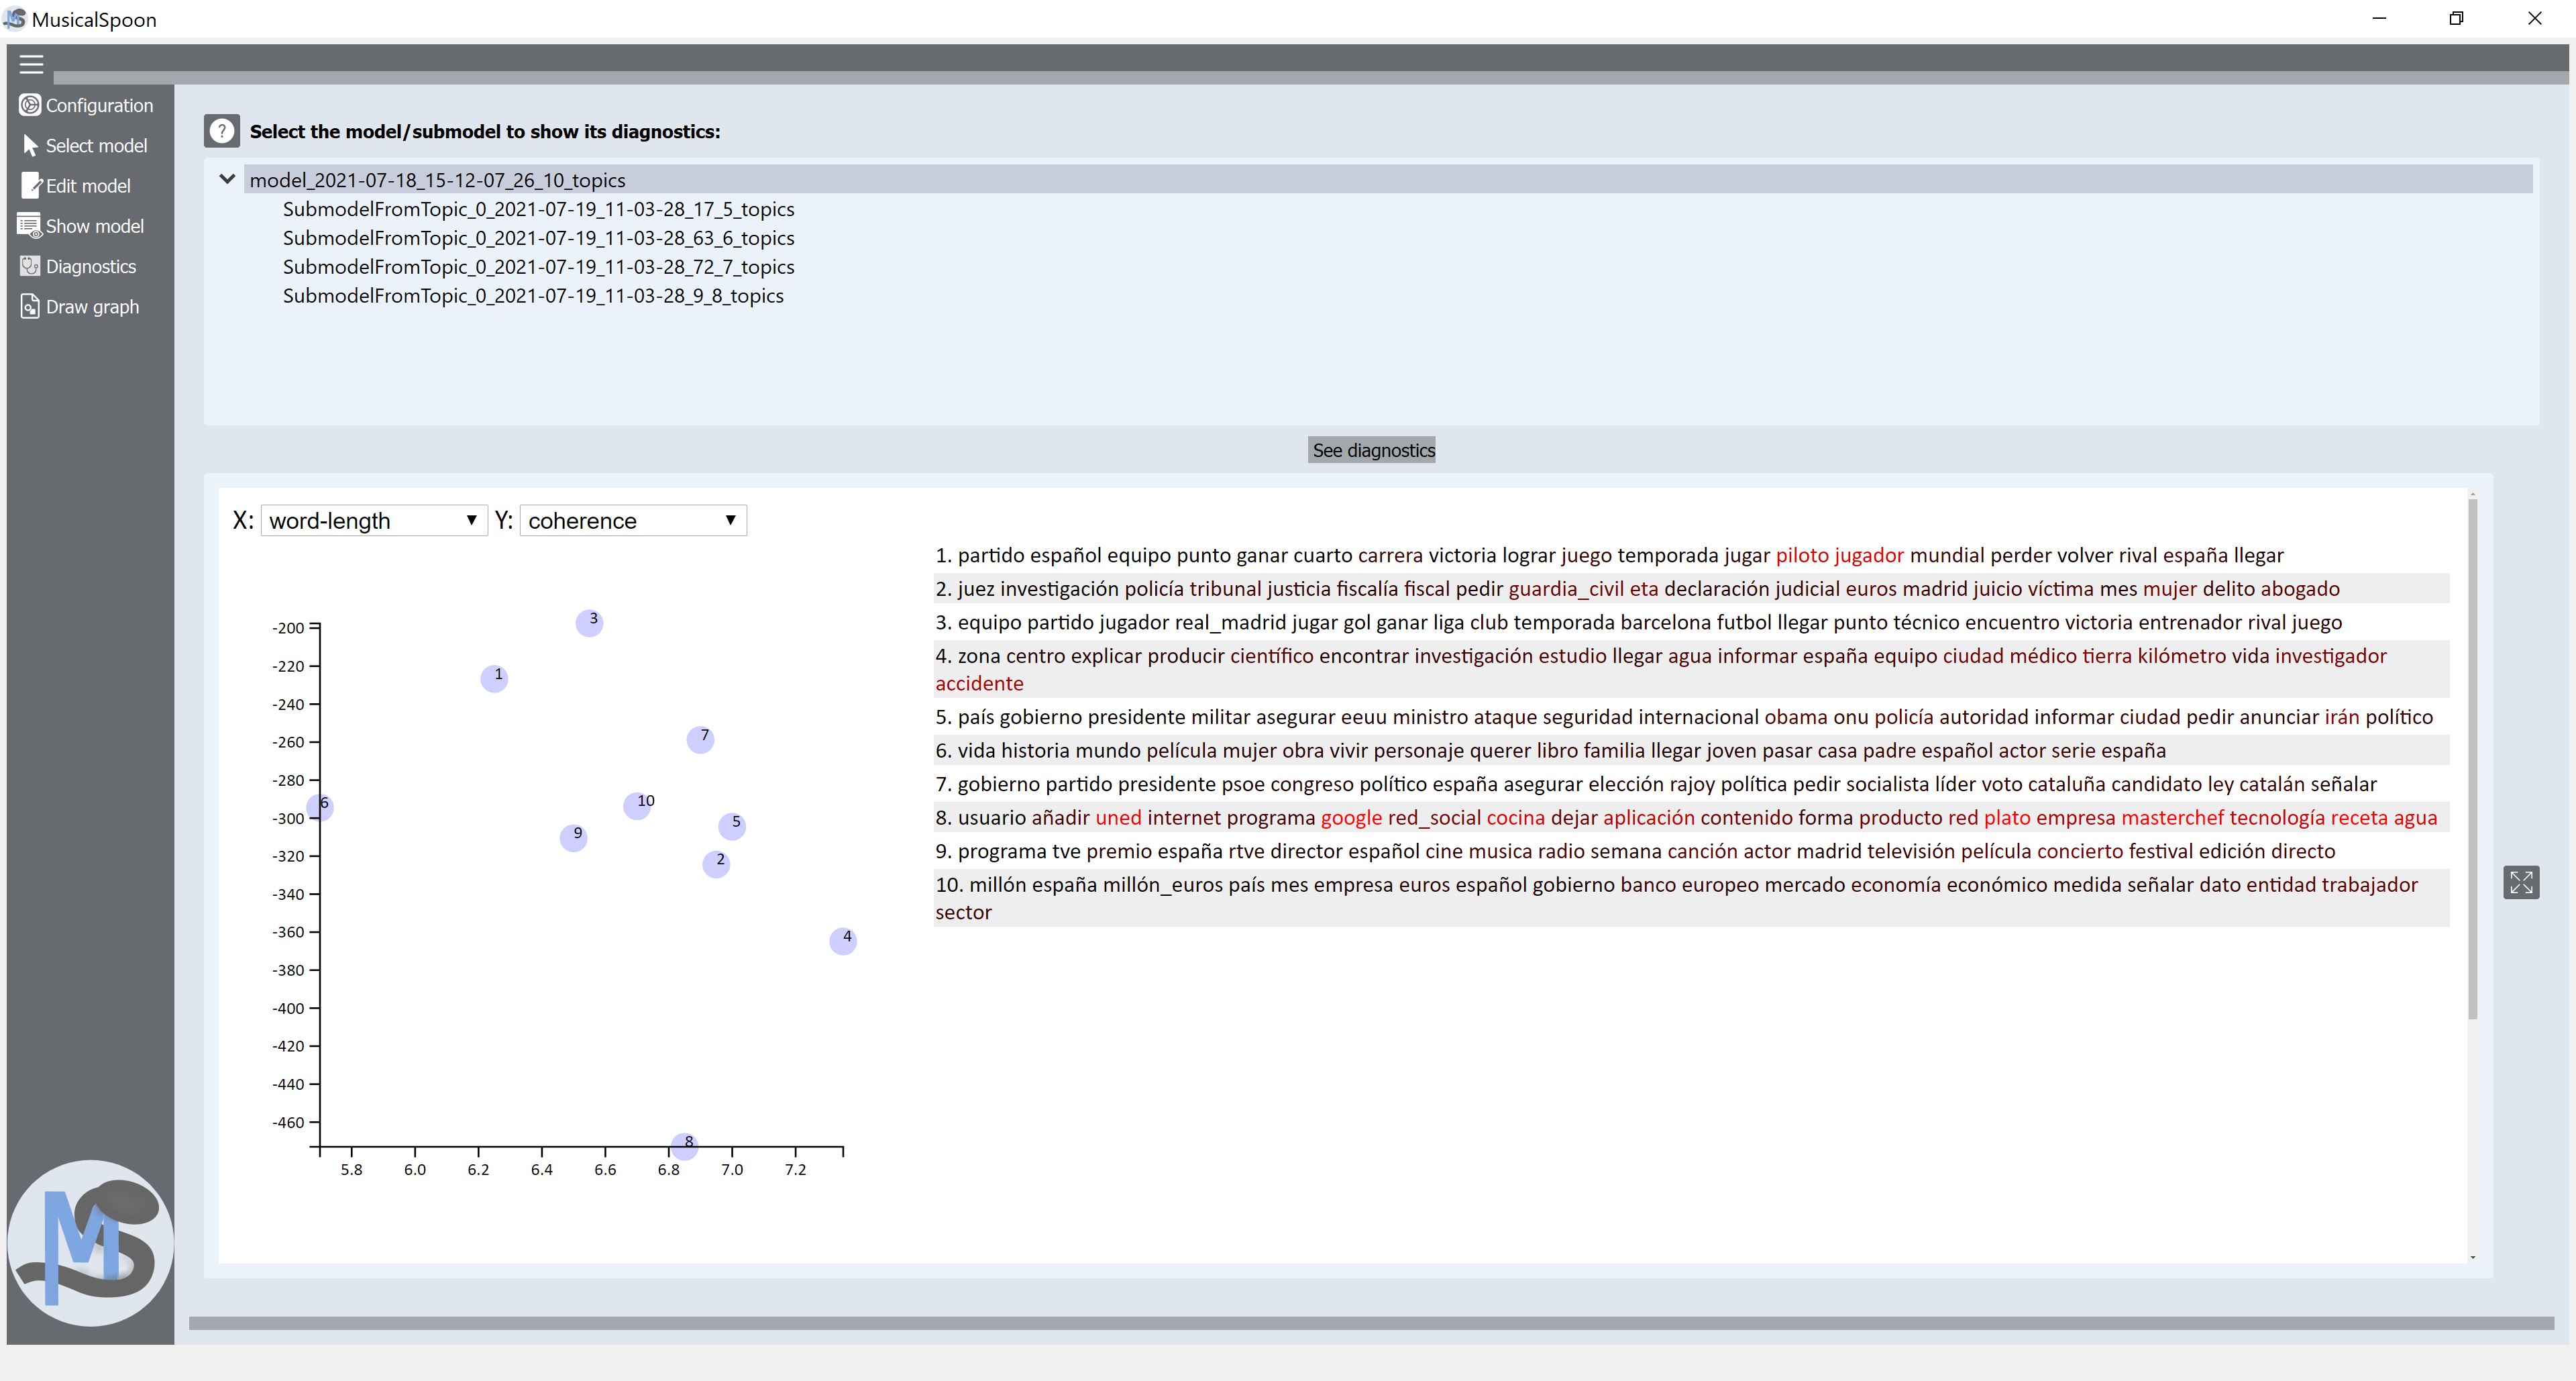 MusicalSpoon
Configuration
Select model
Edit model
Show model
Diagnostics
Draw graph
? Select the model/submodel to show its diagnostics:
model_2021-07-18_15-12-07_26_10_topics
SubmodelFromTopic_0_2021-07-19_11-03-28_17_5_topics
SubmodelFromTopic_0_2021-07-19_11-03-28_63_6_topics
SubmodelFromTopic_0_2021-07-19_11-03-28_72_7_topics
SubmodelFromTopic_0_2021-07-19_11-03-28_9_8_topics
See diagnostics
X: word-length Y: coherence
-200
-220
-240
-260
-280
-300
-320
-340
-360
-380
-400
-420
-440
-460
5.8 6.0 6.2 6.4 6.6 6.8 7.0 7.2
3
1
7
6
10
5
9
2
4
8
1. partido español equipo punto ganar cuarto carrera victoria lograr juego temporada jugar piloto jugador mundial perder volver rival españa llegar
2. juez investigación policía tribunal justicia fiscalía fiscal pedir guardia_civil eta declaración judicial euros madrid juicio víctima mes mujer delito abogado
3. equipo partido jugador real_madrid jugar gol ganar liga club temporada barcelona futbol llegar punto técnico encuentro victoria entrenador rival juego
4. zona centro explicar producir científico encontrar investigación estudio llegar agua informar españa equipo ciudad médico tierra kilómetro vida investigador
accidente
5. país gobierno presidente militar asegurar eeuu ministro ataque seguridad internacional obama onu policía autoridad informar ciudad pedir anunciar irán político
6. vida historia mundo película mujer obra vivir personaje querer libro familia llegar joven pasar casa padre español actor serie españa
7. gobierno partido presidente psoe congreso político españa asegurar elección rajoy política pedir socialista líder voto cataluña candidato ley catalán señalar
8. usuario añadir uned internet programa google red_social cocina dejar aplicación contenido forma producto red plato empresa masterchef tecnología receta agua
9. programa tve premio españa rtve director español cine musica radio semana canción actor madrid televisión película concierto festival edición directo
10. millón españa millón_euros país mes empresa euros español gobierno banco europeo mercado economía económico medida señalar dato entidad trabajador
sector
MS